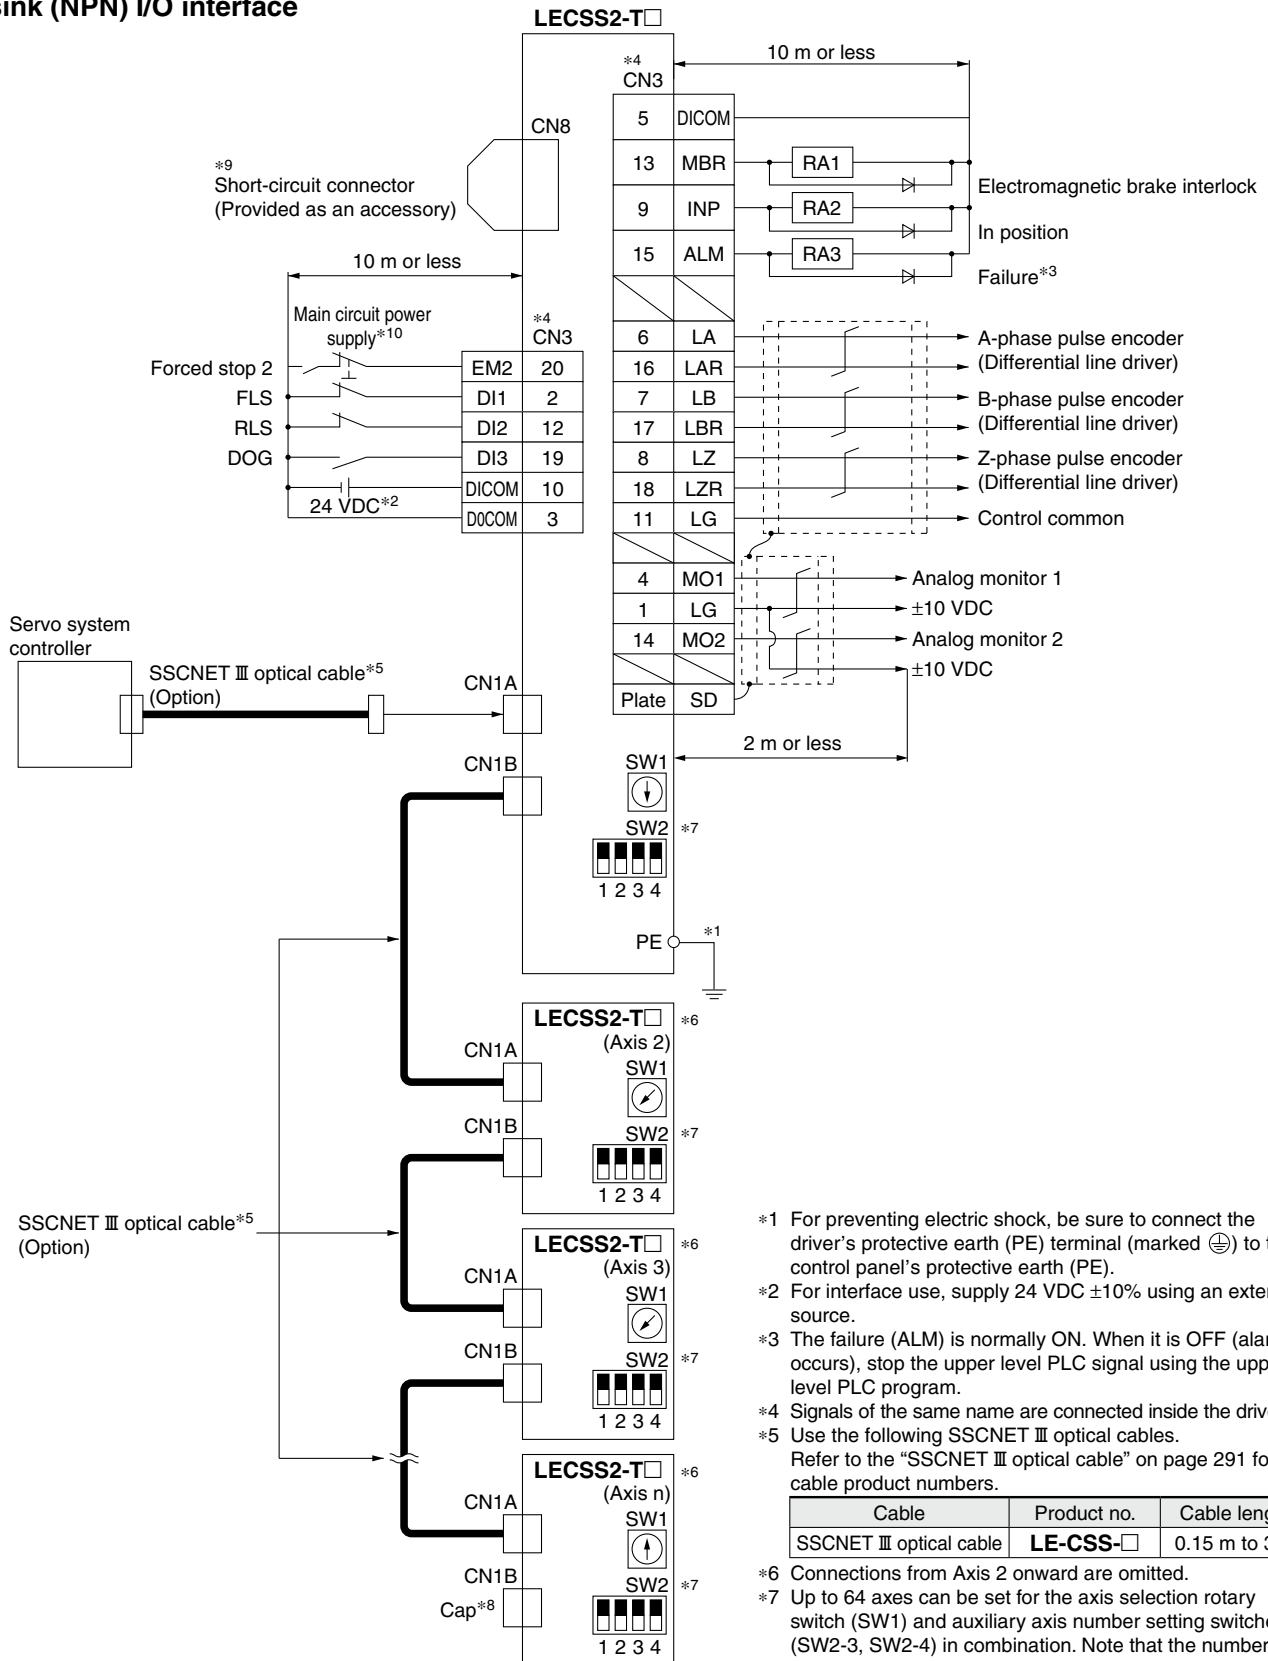 sink (NPN) I/O interface
LECSS2-T□
10 m or less
*4
CN3
5 DICOM
CN8
13 MBR RA1
*9
Short-circuit connector
(Provided as an accessory)
Electromagnetic brake interlock
9 INP RA2
In position
15 ALM RA3
10 m or less
Failure*3
Main circuit power
supply*10
*4
CN3
6 LA
A-phase pulse encoder
(Differential line driver)
Forced stop 2 EM2 20
16 LAR
FLS DI1 2
7 LB
B-phase pulse encoder
(Differential line driver)
RLS DI2 12
17 LBR
DOG DI3 19
8 LZ
Z-phase pulse encoder
(Differential line driver)
DICOM 10
18 LZR
24 VDC*2
D0COM 3
11 LG
Control common
4 MO1
Analog monitor 1
1 LG
±10 VDC
14 MO2
Analog monitor 2
±10 VDC
Plate SD
Servo system
controller
SSCNET Ⅲ optical cable*5
(Option)
CN1A
2 m or less
CN1B
SW1
SW2 *7
1 2 3 4
PE *1
LECSS2-T□ *6
(Axis 2)
CN1A
SW1
CN1B
SW2 *7
1 2 3 4
SSCNET Ⅲ optical cable*5
(Option)
LECSS2-T□ *6
(Axis 3)
CN1A
SW1
CN1B
SW2 *7
1 2 3 4
LECSS2-T□ *6
(Axis n)
CN1A
SW1
CN1B
Cap*8
SW2 *7
1 2 3 4
*1 For preventing electric shock, be sure to connect the
driver's protective earth (PE) terminal (marked ⏚) to
control panel's protective earth (PE).
*2 For interface use, supply 24 VDC ±10% using an
source.
*3 The failure (ALM) is normally ON. When it is OFF
occurs), stop the upper level PLC signal using the
level PLC program.
*4 Signals of the same name are connected inside the
*5 Use the following SSCNET Ⅲ optical cables.
Refer to the “SSCNET Ⅲ optical cable” on page 291
cable product numbers.
Cable Product no. Cable
SSCNET Ⅲ optical cable LE-CSS-□ 0.15 m to
*6 Connections from Axis 2 onward are omitted.
*7 Up to 64 axes can be set for the axis selection rotary
switch (SW1) and auxiliary axis number setting
(SW2-3, SW2-4) in combination. Note that the number